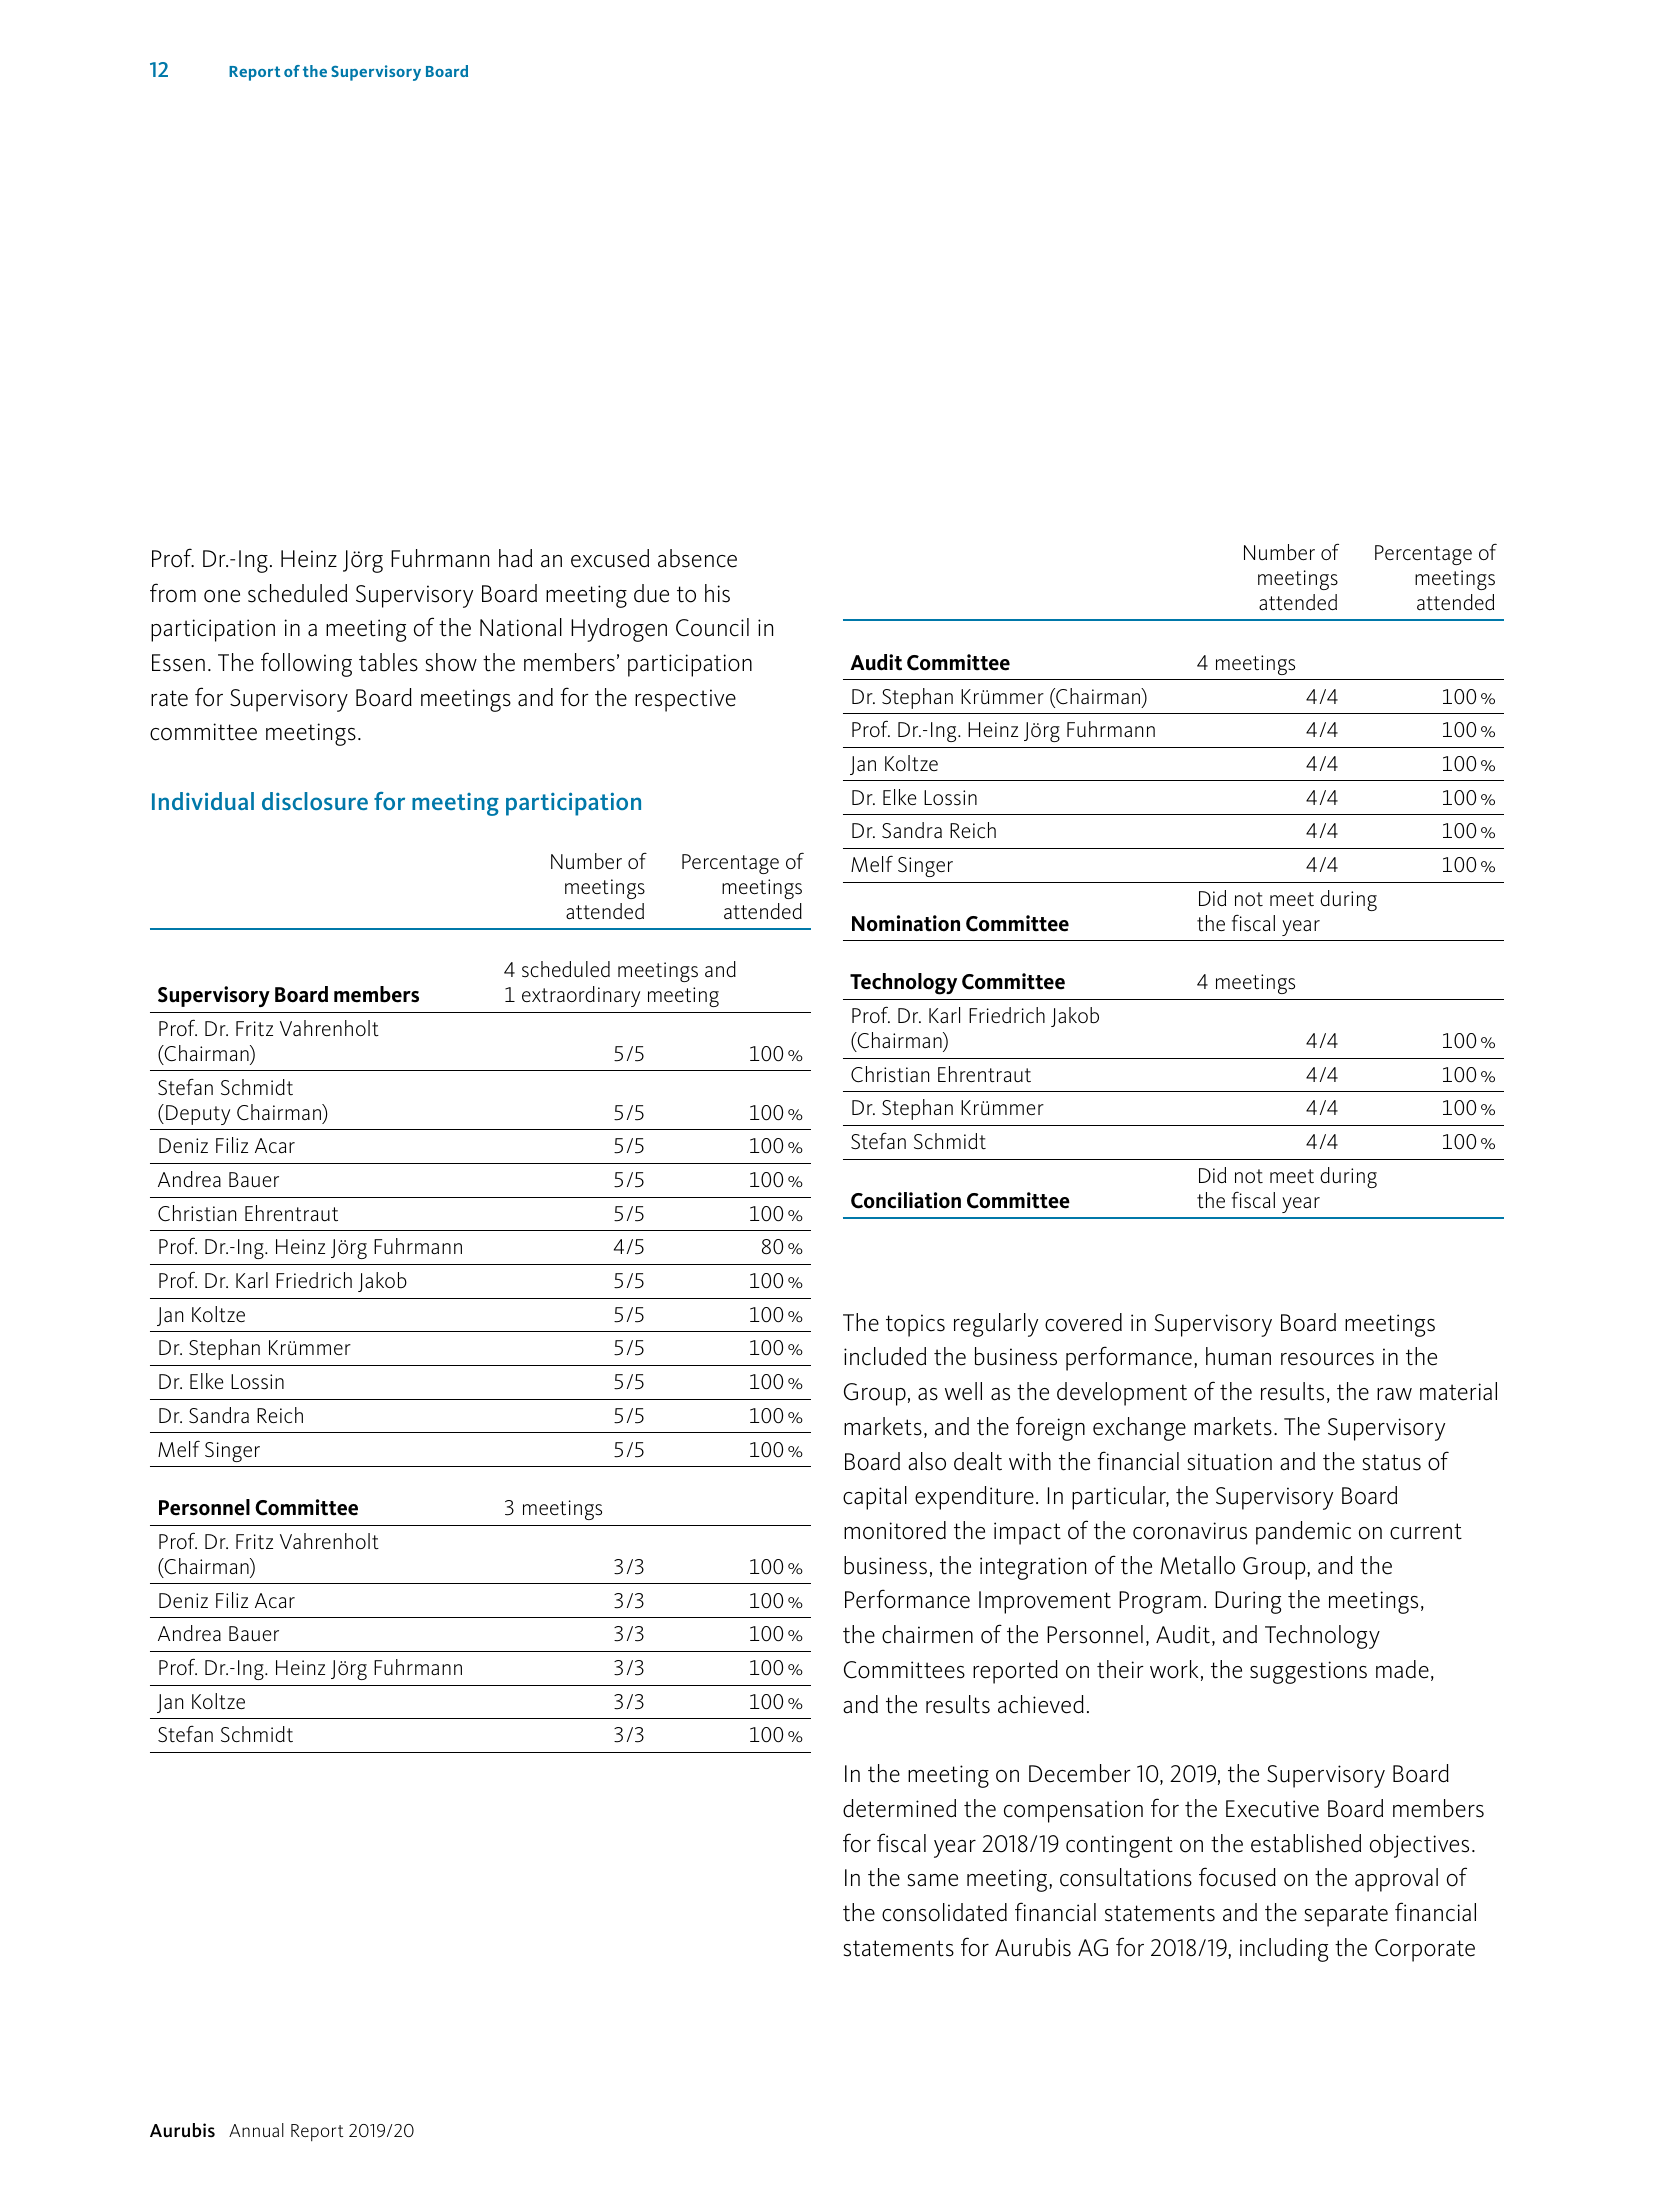 12 Report of the Supervisory Board
Prof. Dr.-Ing. Heinz Jörg Fuhrmann had an excused absence
from one scheduled Supervisory Board meeting due to his
participation in a meeting of the National Hydrogen Council in
Essen. The following tables show the members’ participation
rate for Supervisory Board meetings and for the respective
committee meetings.
Individual disclosure for meeting participation
Number of Percentage of
meetings meetings
attended attended
4 scheduled meetings and
Supervisory Board members 1 extraordinary meeting
Prof. Dr. Fritz Vahrenholt
(Chairman) 5/5 100 %
Stefan Schmidt
(Deputy Chairman) 5/5 100 %
Deniz Filiz Acar 5/5 100 %
Andrea Bauer 5/5 100 %
Christian Ehrentraut 5/5 100 %
Prof. Dr.-Ing. Heinz Jörg Fuhrmann 4/5 80 %
Prof. Dr. Karl Friedrich Jakob 5/5 100 %
Jan Koltze 5/5 100 %
Dr. Stephan Krümmer 5/5 100 %
Dr. Elke Lossin 5/5 100 %
Dr. Sandra Reich 5/5 100 %
Melf Singer 5/5 100 %
Personnel Committee 3 meetings
Prof. Dr. Fritz Vahrenholt
(Chairman) 3/3 100 %
Deniz Filiz Acar 3/3 100 %
Andrea Bauer 3/3 100 %
Prof. Dr.-Ing. Heinz Jörg Fuhrmann 3/3 100 %
Jan Koltze 3/3 100 %
Stefan Schmidt 3/3 100 %
Number of Percentage of
meetings meetings
attended attended
Audit Committee 4 meetings
Dr. Stephan Krümmer (Chairman) 4/4 100 %
Prof. Dr.-Ing. Heinz Jörg Fuhrmann 4/4 100 %
Jan Koltze 4/4 100 %
Dr. Elke Lossin 4/4 100 %
Dr. Sandra Reich 4/4 100 %
Melf Singer 4/4 100 %
Did not meet during
Nomination Committee the fiscal year
Technology Committee 4 meetings
Prof. Dr. Karl Friedrich Jakob
(Chairman) 4/4 100 %
Christian Ehrentraut 4/4 100 %
Dr. Stephan Krümmer 4/4 100 %
Stefan Schmidt 4/4 100 %
Did not meet during
Conciliation Committee the fiscal year
The topics regularly covered in Supervisory Board meetings
included the business performance, human resources in the
Group, as well as the development of the results, the raw material
markets, and the foreign exchange markets. The Supervisory
Board also dealt with the financial situation and the status of
capital expenditure. In particular, the Supervisory Board
monitored the impact of the coronavirus pandemic on current
business, the integration of the Metallo Group, and the
Performance Improvement Program. During the meetings,
the chairmen of the Personnel, Audit, and Technology
Committees reported on their work, the suggestions made,
and the results achieved.
In the meeting on December 10, 2019, the Supervisory Board
determined the compensation for the Executive Board members
for fiscal year 2018/19 contingent on the established objectives.
In the same meeting, consultations focused on the approval of
the consolidated financial statements and the separate financial
statements for Aurubis AG for 2018/19, including the Corporate
Aurubis Annual Report 2019/20